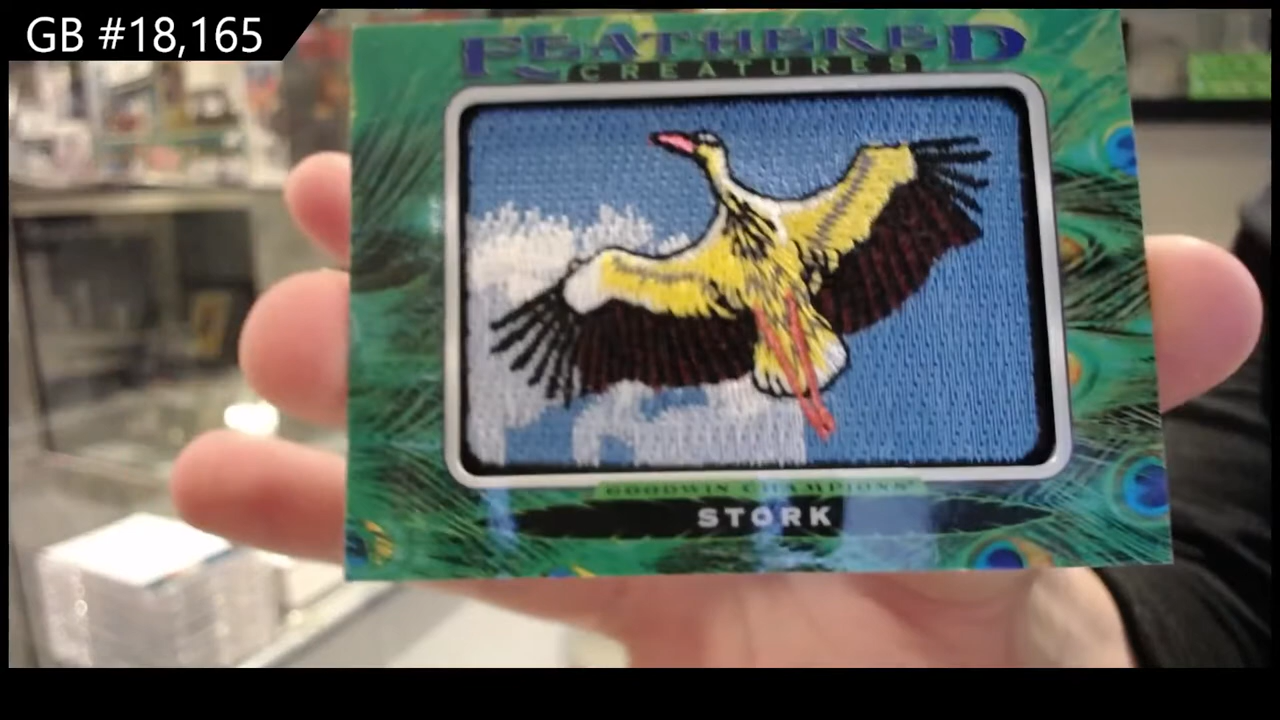 GB #18,165
FEATHERED
CREATURES
GOODWIN CHAMPIONS
STORK